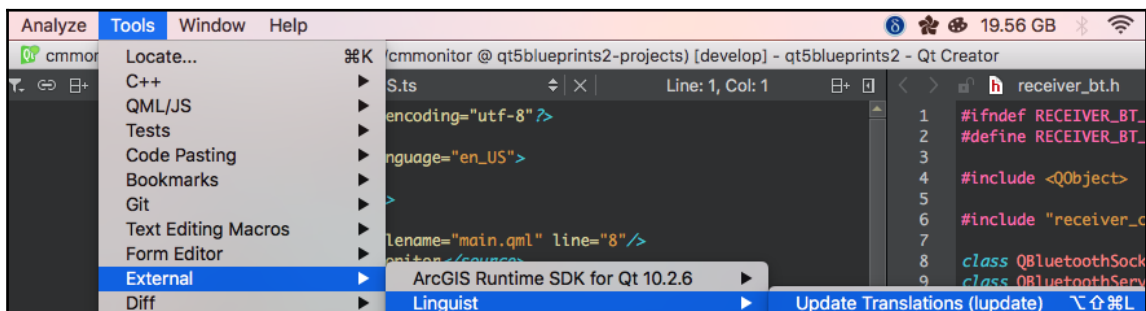 Analyze Tools Window Help 19.56 GB
cmmor /cmmonitor @ qt5blueprints2-projects) [develop] - qt5blueprints2 - Qt Creator
Locate... ⌘K
C++
QML/JS
Tests
Code Pasting
Bookmarks
Git
Text Editing Macros
Form Editor
External
Diff
S.ts Line: 1, Col: 1
encoding="utf-8"?>
nguage="en_US">
>
lename="main.qml" line="8"/>
onitor</source>
ArcGIS Runtime SDK for Qt 10.2.6
Linguist
Update Translations (lupdate) ⌥⇧⌘L
h receiver_bt.h
1 #ifndef RECEIVER_BT_
2 #define RECEIVER_BT_
3
4 #include <QObject>
5
6 #include "receiver_c
7
8 class QBluetoothSock
9 class QBluetoothServ